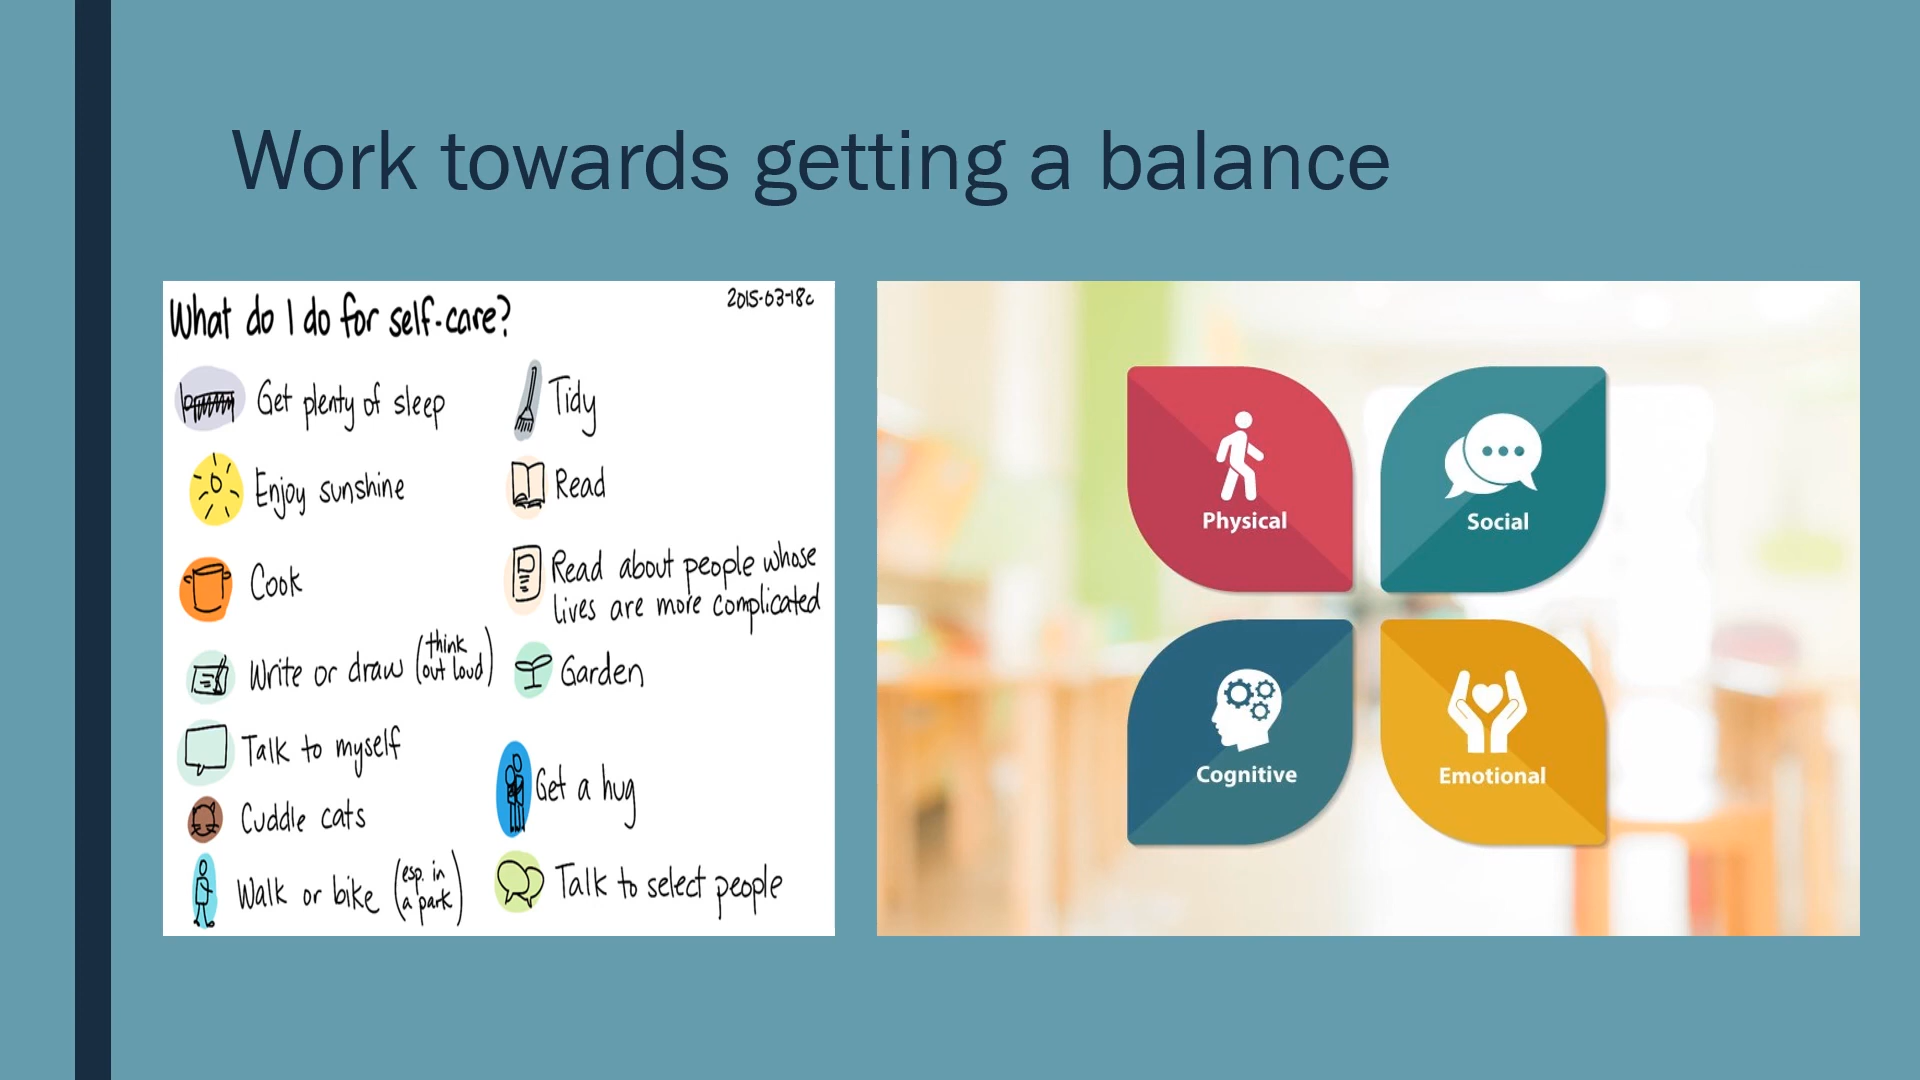 Work towards getting a balance
What do I do for self-care?
2015-03-18c
Get plenty of sleep
Enjoy sunshine
Cook
Write or draw (think
out loud)
Talk to myself
Cuddle cats
Walk or bike (esp. in
a park)
Tidy
Read
Read about people whose
lives are more complicated
Garden
Get a hug
Talk to select people
Physical
Social
Cognitive
Emotional